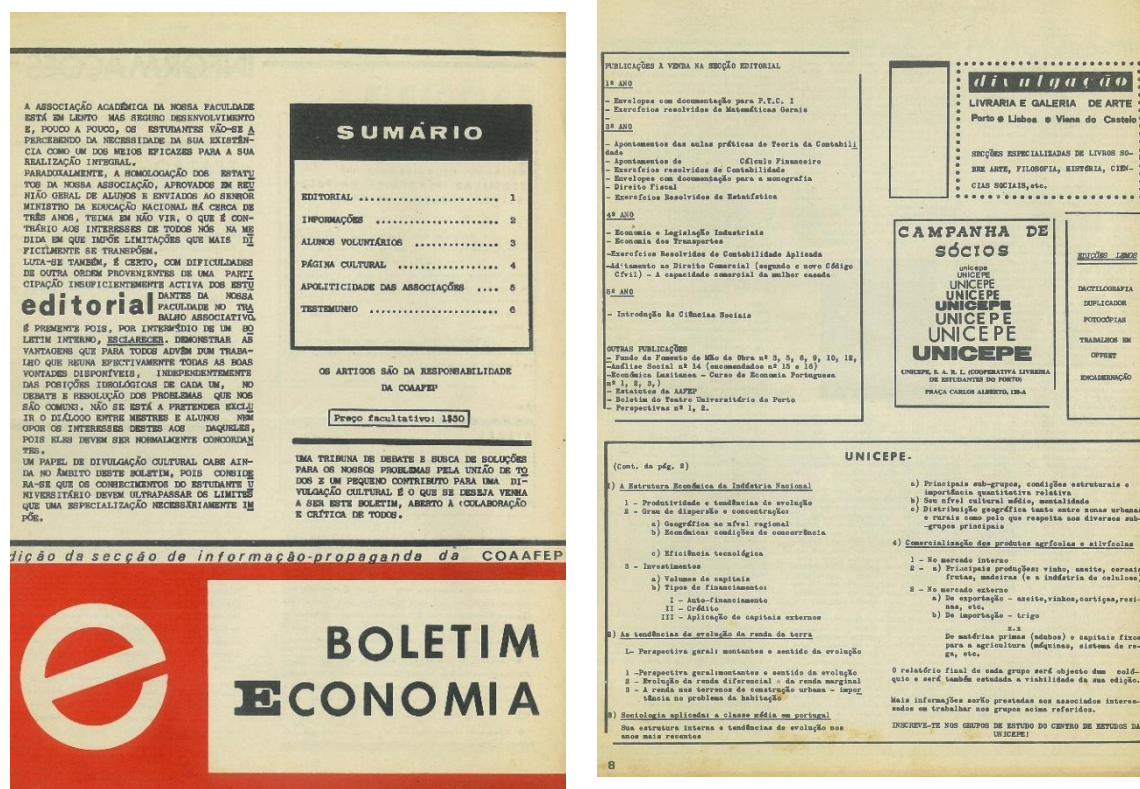 A ASSOCIAÇÃO ACADÉMICA DA NOSSA FACULDADE
ESTÁ EM LENTO MAS SEGURO DESENVOLVIMENTO
E, POUCO A POUCO, OS ESTUDANTES VÃO-SE A
PERCEBENDO DA NECESSIDADE DA SUA EXISTÊN-
CIA COMO UM DOS MEIOS EFICAZES PARA A SUA
REALIZAÇÃO INTEGRAL.
PARADOXALMENTE, A HOMOLOGAÇÃO DOS ESTATU
TOS DA NOSSA ASSOCIAÇÃO, APROVADOS EM REU
NIÃO GERAL DE ALUNOS E ENVIADOS AO SENHOR
MINISTRO DA EDUCAÇÃO NACIONAL HÁ CERCA DE
TRÊS ANOS, TEIMA EM NÃO VIR, O QUE É CON-
TRÁRIO AOS INTERESSES DE TODOS NÓS NA ME
DIDA EM QUE IMPÕE LIMITAÇÕES QUE MAIS DI
FICILMENTE SE TRANSPÕEM.
LUTA-SE TAMBÉM, É CERTO, COM DIFICULDADES
DE OUTRA ORDEM PROVENIENTES DE UMA PARTI
CIPAÇÃO INSUFICIENTEMENTE ACTIVA DOS ESTU
editorial
DANTES DA NOSSA
FACULDADE NO TRA
BALHO ASSOCIATIVO.
É PREMENTE POIS, POR INTERMÉDIO DE UM BO
LETIM INTERNO, ESCLARECER. DEMONSTRAR AS
VANTAGENS QUE PARA TODOS ADVÊM DUM TRABA-
LHO QUE REUNA EFECTIVAMENTE TODAS AS BOAS
VONTADES DISPONÍVEIS, INDEPENDENTEMENTE
DAS POSIÇÕES IDEOLÓGICAS DE CADA UM, NO
DEBATE E RESOLUÇÃO DOS PROBLEMAS QUE NOS
SÃO COMUNS. NÃO SE ESTÁ A PRETENDER EXCLU
IR O DIÁLOGO ENTRE MESTRES E ALUNOS NEM
OPOR OS INTERESSES DESTES AOS DAQUELES,
POIS ELES DEVEM SER NORMALMENTE CONCORDAN
TES.
UM PAPEL DE DIVULGAÇÃO CULTURAL CABE AIN-
DA NO ÂMBITO DESTE BOLETIM, POIS CONSIDE
RA-SE QUE OS CONHECIMENTOS DO ESTUDANTE U
NIVERSITÁRIO DEVEM ULTRAPASSAR OS LIMITES
QUE UMA ESPECIALIZAÇÃO NECESSÀRIAMENTE IM
PÕE.
SUMÁRIO
EDITORIAL .................... 1
INFORMAÇÕES .................... 2
ALUNOS VOLUNTÁRIOS .............. 3
PÁGINA CULTURAL ................ 4
APOLITICIDADE DAS ASSOCIAÇÕES .... 5
TESTEMUNHO .................... 6
OS ARTIGOS SÃO DA RESPONSABILIDADE
DA COAAFEP
Preço facultativo: 1$50
UMA TRIBUNA DE DEBATE E BUSCA DE SOLUÇÕES
PARA OS NOSSOS PROBLEMAS PELA UNIÃO DE TO
DOS E UM PEQUENO CONTRIBUTO PARA UMA DI-
VULGAÇÃO CULTURAL É O QUE SE DESEJA VENHA
A SER ESTE BOLETIM, ABERTO À COLABORAÇÃO
E CRÍTICA DE TODOS.
dição da secção de informação-propaganda da COAAFEP
e
BOLETIM
ECONOMIA
PUBLICAÇÕES À VENDA NA SECÇÃO EDITORIAL
1º ANO
- Envelopes com documentação para P.T.C. I
- Exercícios resolvidos de Matemáticas Gerais
3º ANO
- Apontamentos das aulas práticas de Teoria da Contabili
dade
- Apontamentos de Cálculo Financeiro
- Exercícios resolvidos de Contabilidade
- Envelopes com documentação para a monografia
- Direito Fiscal
- Exercícios Resolvidos de Estatística
4º ANO
- Economia e Legislação Industriais
- Economia dos Transportes
-Exercícios Resolvidos de Contabilidade Aplicada
-Aditamento ao Direito Comercial (segundo o novo Código
Civil) - A capacidade comercial da mulher casada
5º ANO
- Introdução às Ciências Sociais
OUTRAS PUBLICAÇÕES
- Fundo de Fomento de Mão de Obra nº 3, 5, 6, 9, 10, 12,
-Análise Social nº 14 (encomendados nº 15 e 16)
-Económica Lusitanea - Curso de Economia Portuguesa
nº 1, 2, 3,)
- Estatutos da AAFEP
- Boletim do Teatro Universitário do Porto
- Perspectivas nº 1, 2.
divulgação
LIVRARIA E GALERIA DE ARTE
Porto • Lisboa • Viana do Castelo
SECÇÕES ESPECIALIZADAS DE LIVROS SO-
BRE ARTE, FILOSOFIA, HISTÓRIA, CIÊN-
CIAS SOCIAIS, etc.
CAMPANHA DE
SÓCIOS
unicepe
unicepe
UNICEPE
UNICEPE
UNICEPE
UNICEPE
UNICEPE
UNICEPE
UNICEPE, S. A. R. L. (COOPERATIVA LIVREIRA
DE ESTUDANTES DO PORTO)
PRAÇA CARLOS ALBERTO, 128-A
EDIÇÕES LEMOS
DACTILOGRAFIA
DUPLICADOR
FOTOCÓPIAS
TRABALHOS EM
OFFSET
ENCADERNAÇÃO
UNICEPE-
(Cont. da pág. 2)
1) A Estrutura Económica da Indústria Nacional
1 - Produtividade e tendências de evolução
2 - Grau de dispersão e concentração:
a) Geográfica ao nível regional
b) Económica: condições de concorrência
c) Eficiência tecnológica
3 - Investimentos
a) Volumes de capitais
b) Tipos de financiamento:
I - Auto-financiamento
II - Crédito
III - Aplicação de capitais externos
2) As tendências de evolução da renda da terra
1- Perspectiva geral: montantes e sentido da evolução
1 -Perspectiva geral:montantes e sentido da evolução
2 - Evolução da renda diferencial e da renda marginal
3 - A renda nos terrenos de construção urbana - impor
tância no problema da habitação
3) Sociologia aplicada: a classe média em portugal
Sua estrutura interna e tendências de evolução nos
anos mais recentes
a) Principais sub-grupos, condições estruturais e
importância quantitativa relativa
b) Seu nível cultural médio, mentalidade
c) Distribuição geográfica tanto entre zonas urbanas
e rurais como pelo que respeita aos diversos sub-
-grupos principais
4) Comercialização dos produtos agrícolas e silvícolas
1 - No mercado interno
2 - a) Principais produções: vinho, azeite, cereais
frutas, madeiras (e a indústria de celulose)
2 - No mercado externo
a) De exportação - azeite,vinhos,cortiças,resi-
nas, etc.
b) De importação - trigo
x.x
De matérias primas (adubos) e capitais fixos
para a agricultura (máquinas, sistema de re-
ga, etc.
O relatório final de cada grupo será objecto dum coló-
quio e será também estudada a viabilidade da sua edição.
Mais informações serão prestadas aos associados interes-
sados em trabalhar nos grupos acima referidos.
INSCREVE-TE NOS GRUPOS DE ESTUDO DO CENTRO DE ESTUDOS DA
UNICEPE!
8